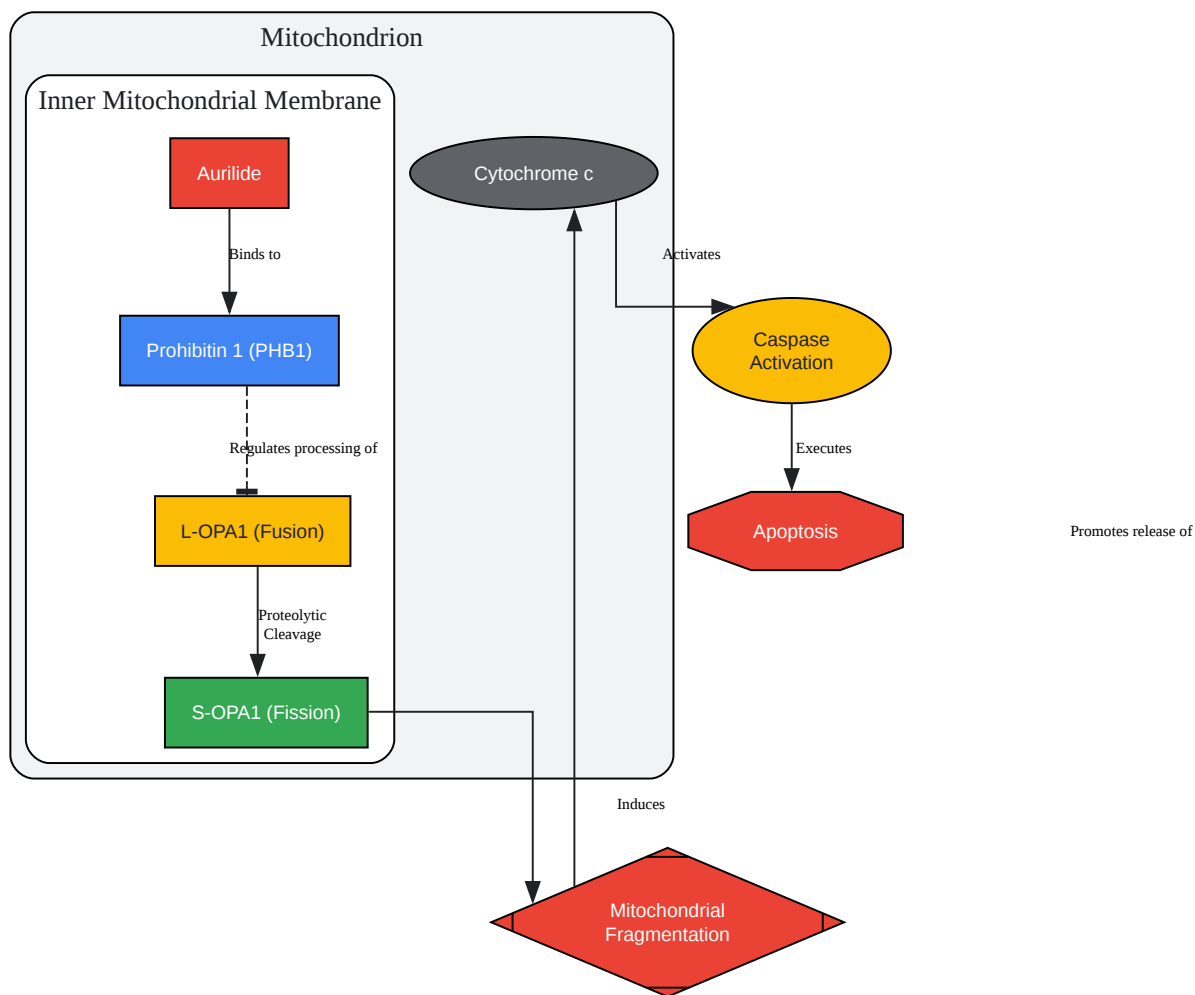 Mitochondrion
Inner Mitochondrial Membrane
Aurilide
Cytochrome c
Binds to
Activates
Prohibitin 1 (PHB1)
Caspase
Activation
Regulates processing of
Executes
L-OPA1 (Fusion)
Apoptosis
Promotes release of
Proteolytic
Cleavage
S-OPA1 (Fission)
Induces
Mitochondrial
Fragmentation